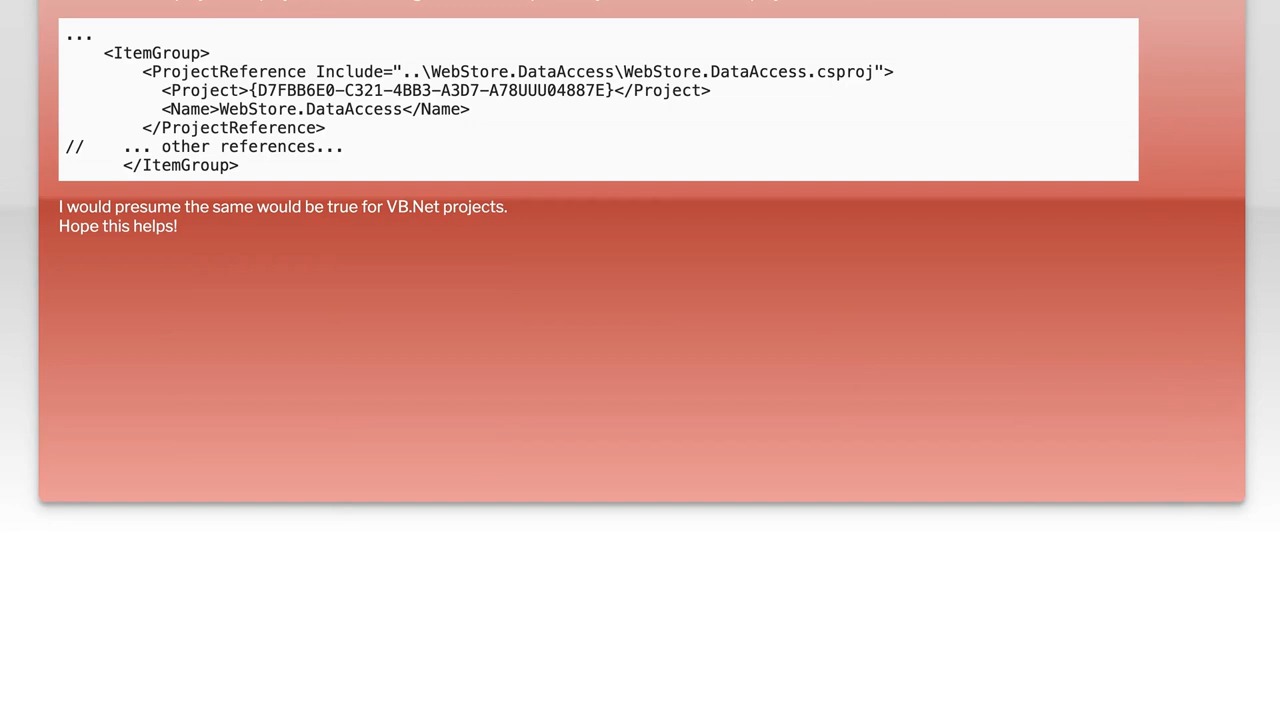 ...
<ItemGroup>
<ProjectReference Include="..\WebStore.DataAccess\WebStore.DataAccess.csproj">
<Project>{D7FBB6E0-C321-4BB3-A3D7-A78UUU04887E}</Project>
<Name>WebStore.DataAccess</Name>
</ProjectReference>
// ... other references...
</ItemGroup>
I would presume the same would be true for VB.Net projects.
Hope this helps!